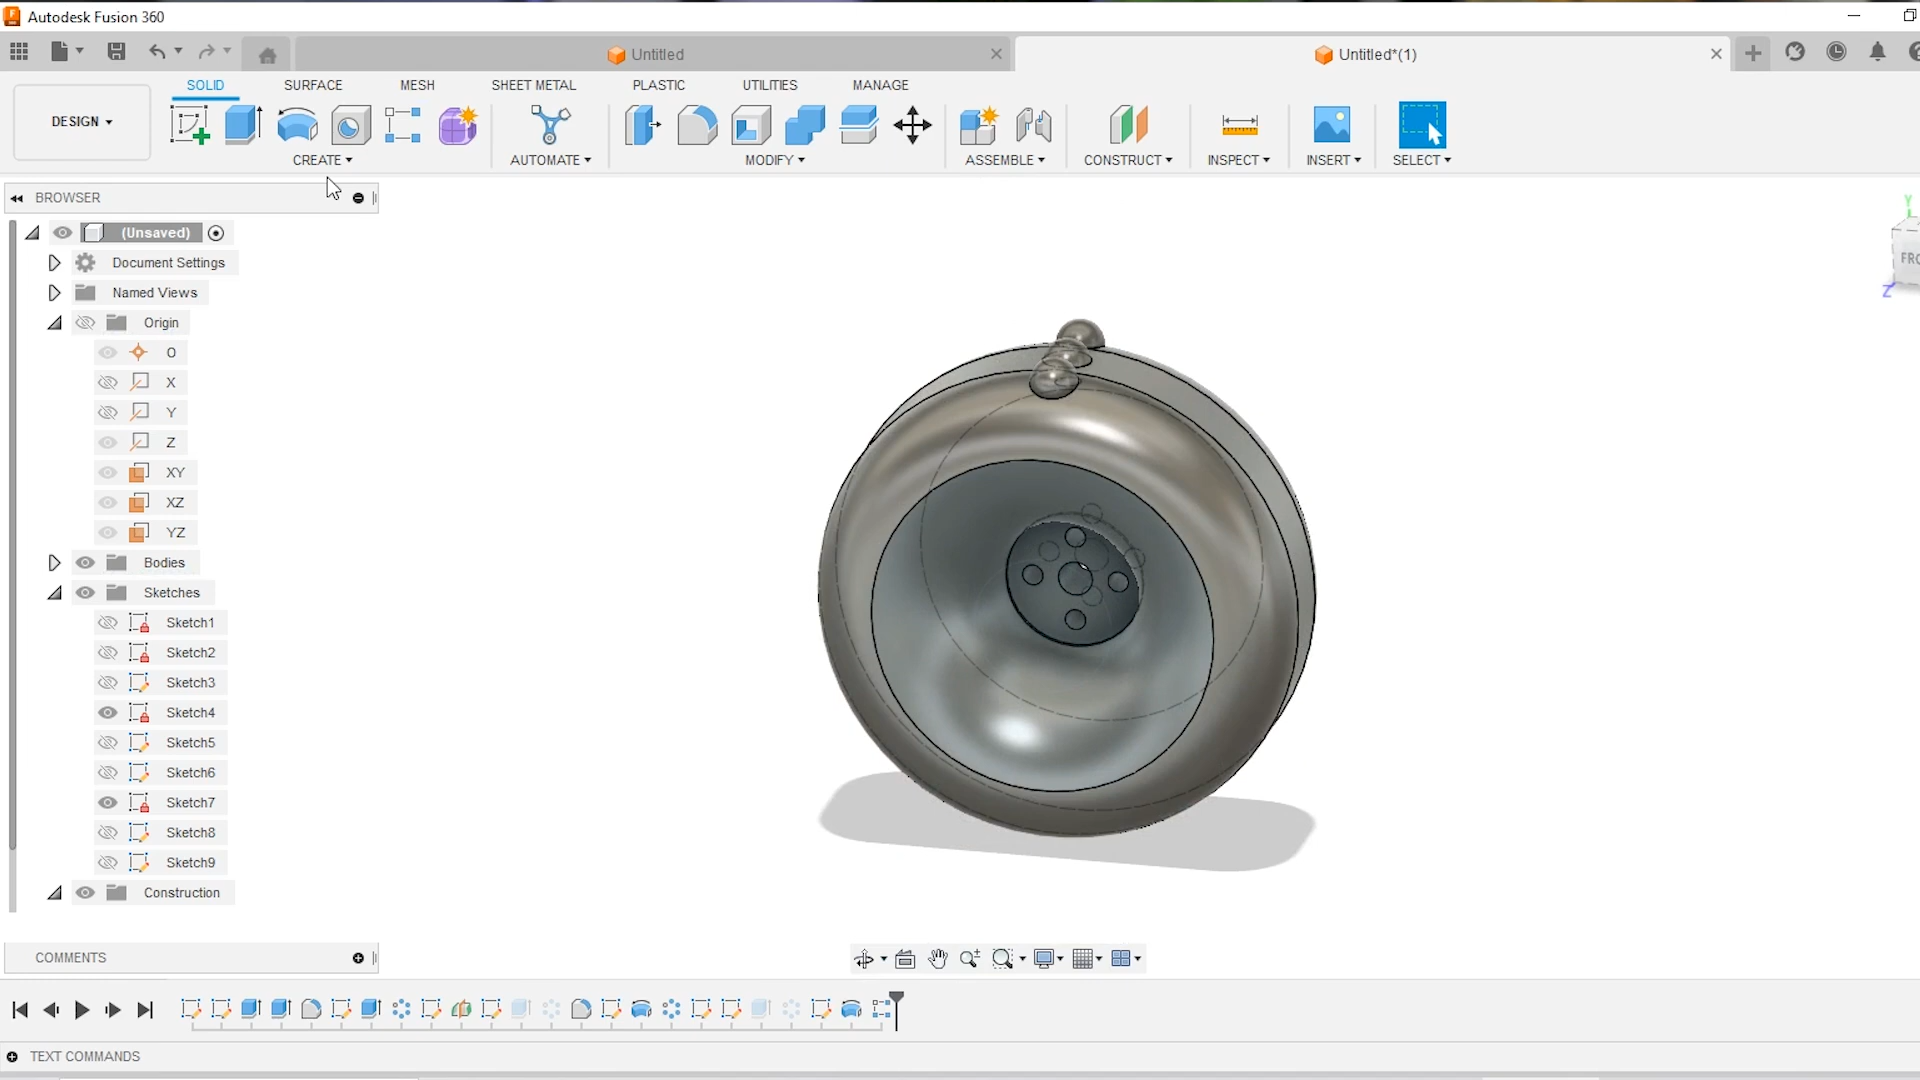 Autodesk Fusion 360
Untitled
Untitled*(1)
SOLID
SURFACE
MESH
SHEET METAL
PLASTIC
UTILITIES
MANAGE
DESIGN
CREATE
AUTOMATE
MODIFY
ASSEMBLE
CONSTRUCT
INSPECT
INSERT
SELECT
BROWSER
(Unsaved)
Document Settings
Named Views
Origin
O
X
Y
Z
XY
XZ
YZ
Bodies
Sketches
Sketch1
Sketch2
Sketch3
Sketch4
Sketch5
Sketch6
Sketch7
Sketch8
Sketch9
Construction
Y
FRO
Z
COMMENTS
TEXT COMMANDS